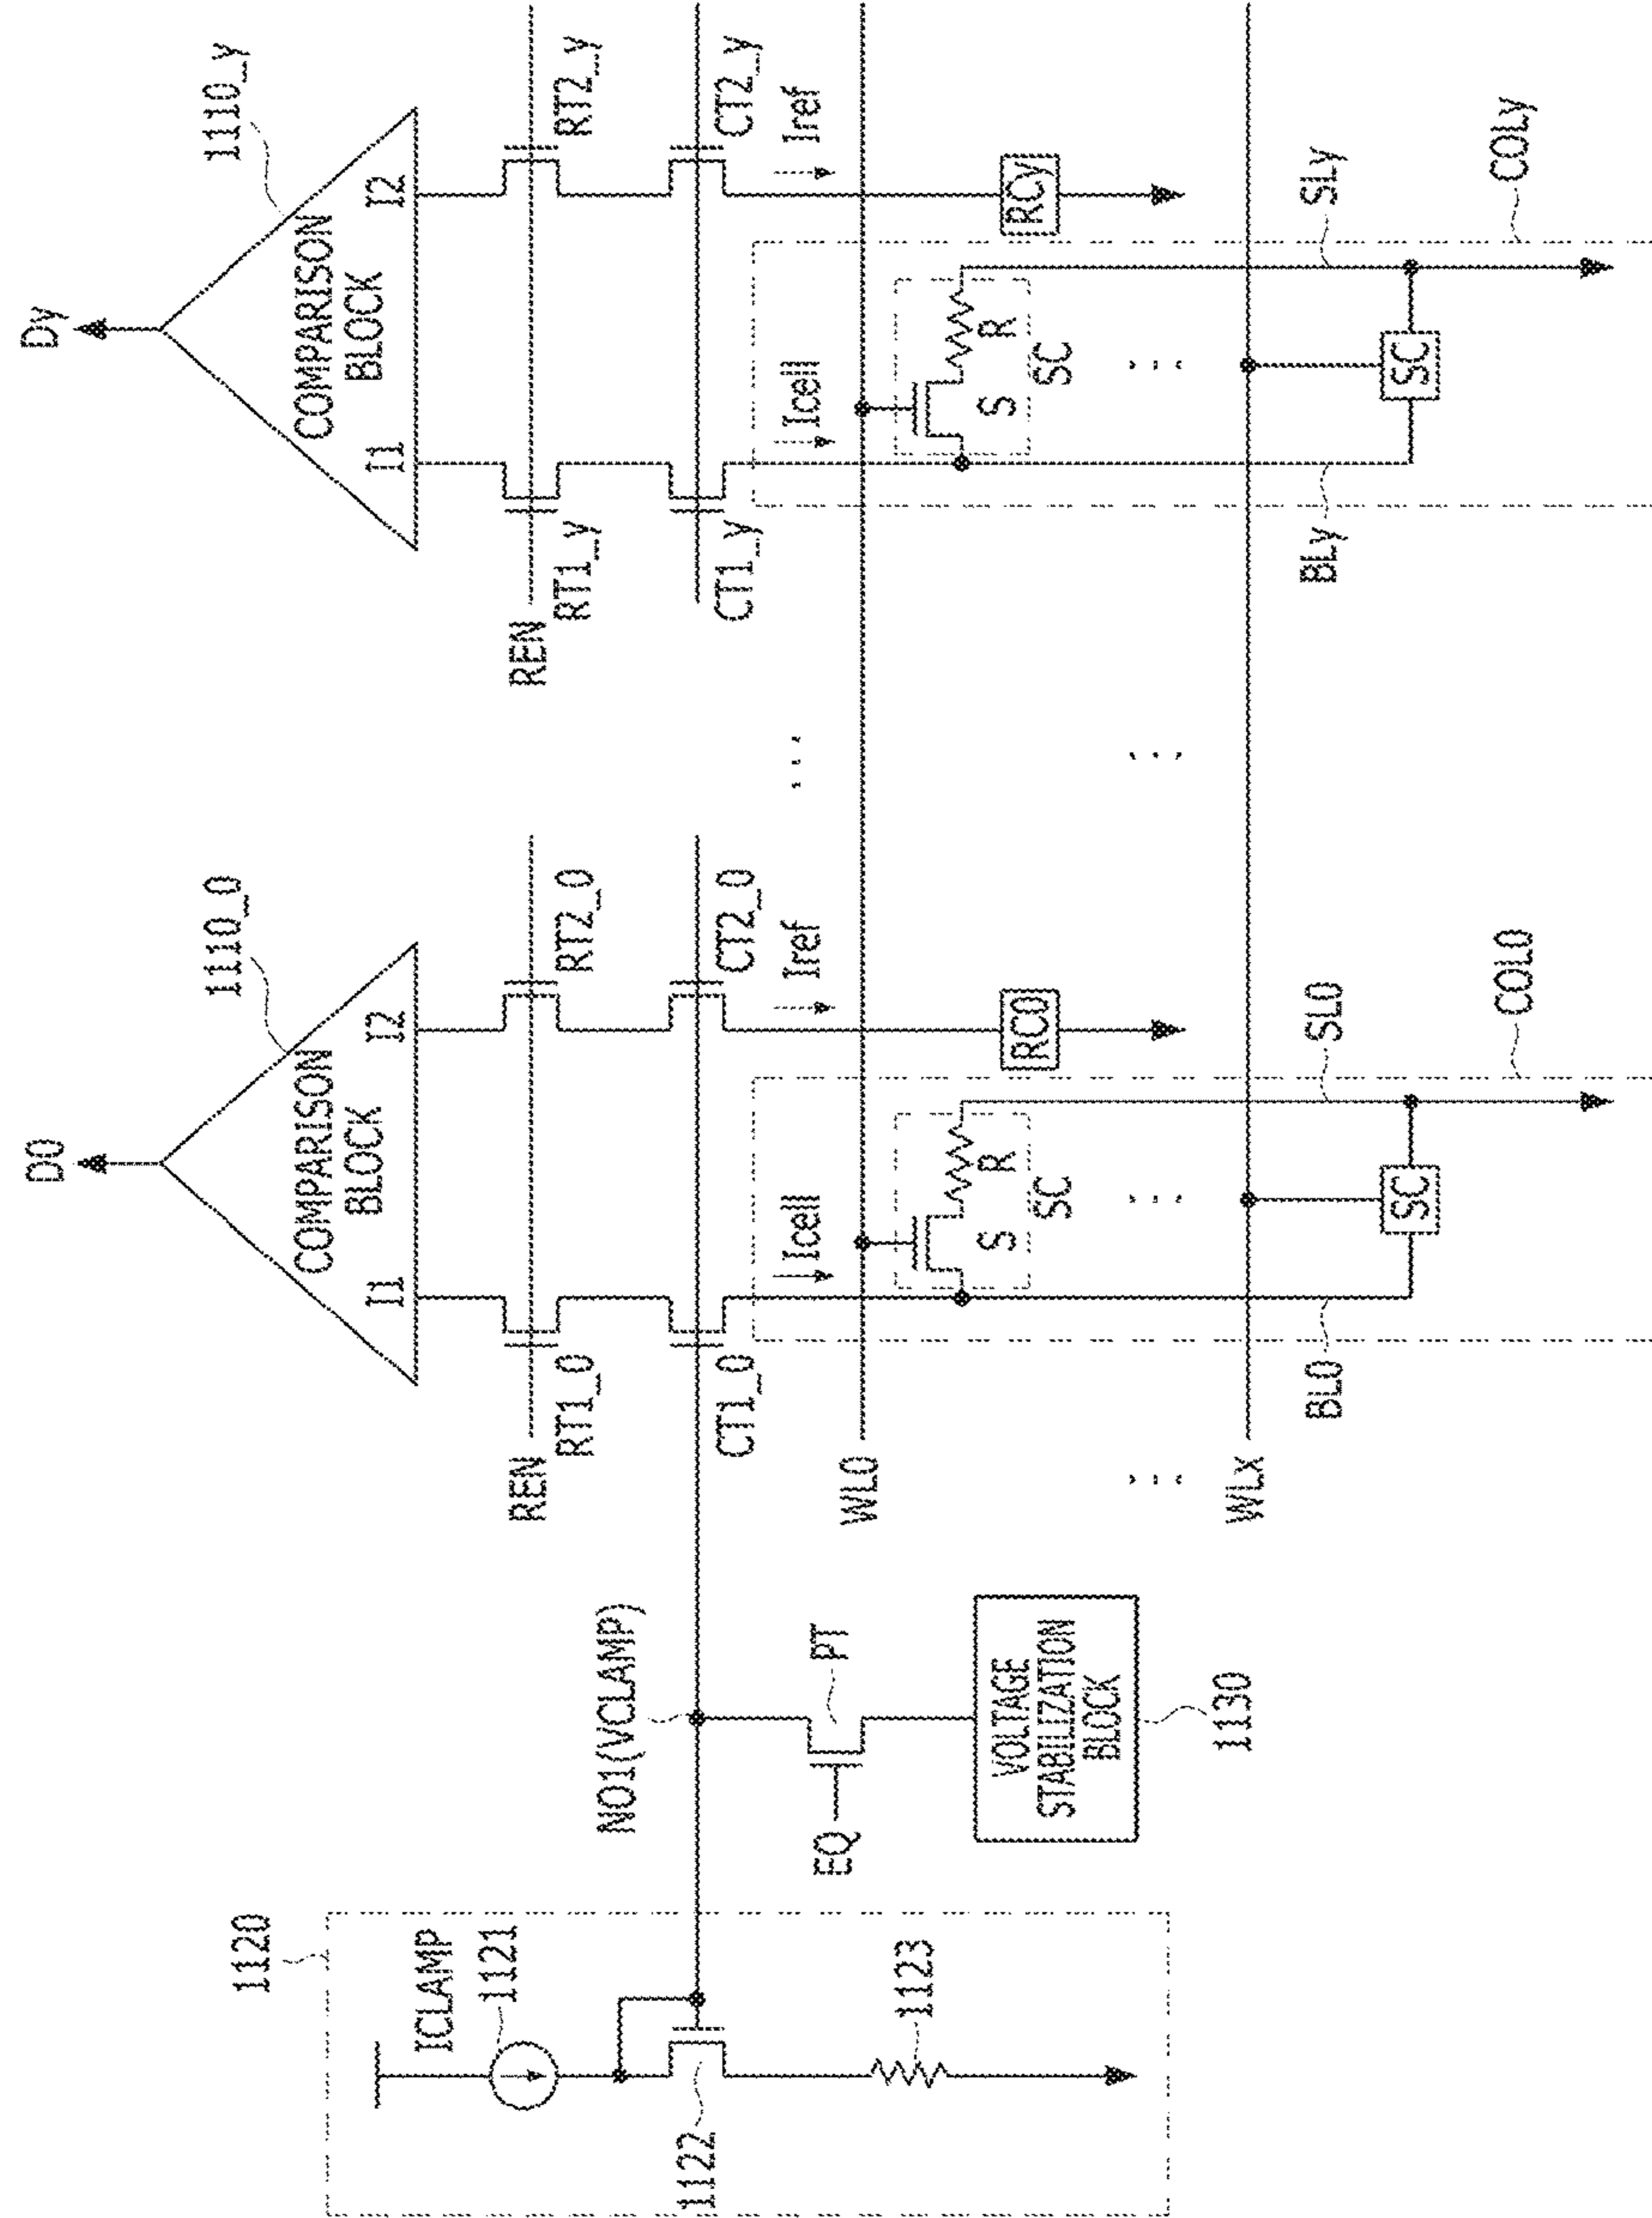 1120
ICLAMP
1121
1122
1123
NO1(VCLAMP)
EQ
PT
VOLTAGE
STABILIZATION
BLOCK
1130
D0
1110_0
COMPARISON
BLOCK
I1
I2
REN
RT1_0
RT2_0
CT1_0
CT2_0
Icell
Iref
WL0
S
R
SC
RC0
...
WLx
...
SC
BL0
SL0
COL0
...
...
Dy
1110_y
COMPARISON
BLOCK
I1
I2
REN
RT1_y
RT2_y
CT1_y
CT2_y
Icell
Iref
S
R
SC
RCy
...
SC
BLy
SLy
COLy